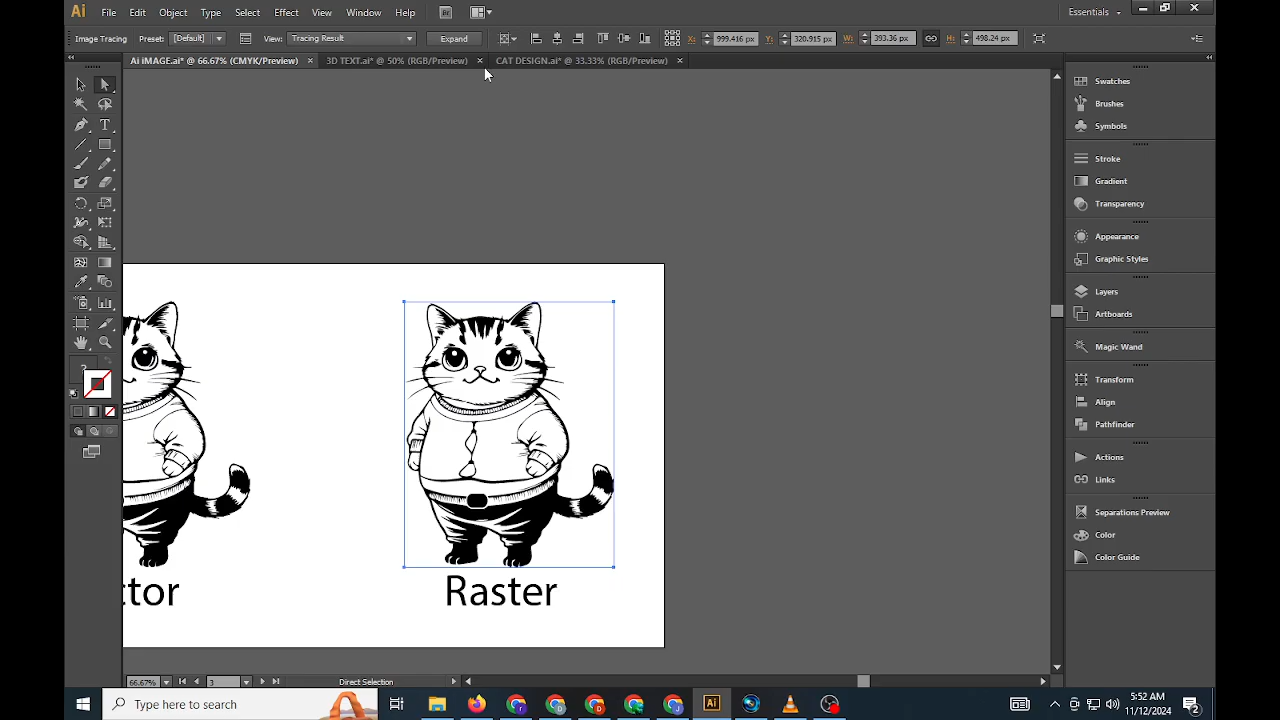 Ai File Edit Object Type Select Effect View Window Help Br Essentials
Image Tracing Preset: [Default] View: Tracing Result Expand X: 999.416 px Y: 320.915 px W: 393.36 px H: 498.24 px
Ai iMAGE.ai* @ 66.67% (CMYK/Preview) × 3D TEXT.ai* @ 50% (RGB/Preview) × CAT DESIGN.ai* @ 33.33% (RGB/Preview) ×
Swatches
Brushes
Symbols
Stroke
Gradient
Transparency
Appearance
Graphic Styles
Layers
Artboards
Magic Wand
Transform
Align
Pathfinder
Actions
Links
Separations Preview
Color
Color Guide
ctor Raster
66.67% 3 Direct Selection
Type here to search
Ai
5:52 AM
11/12/2024
2